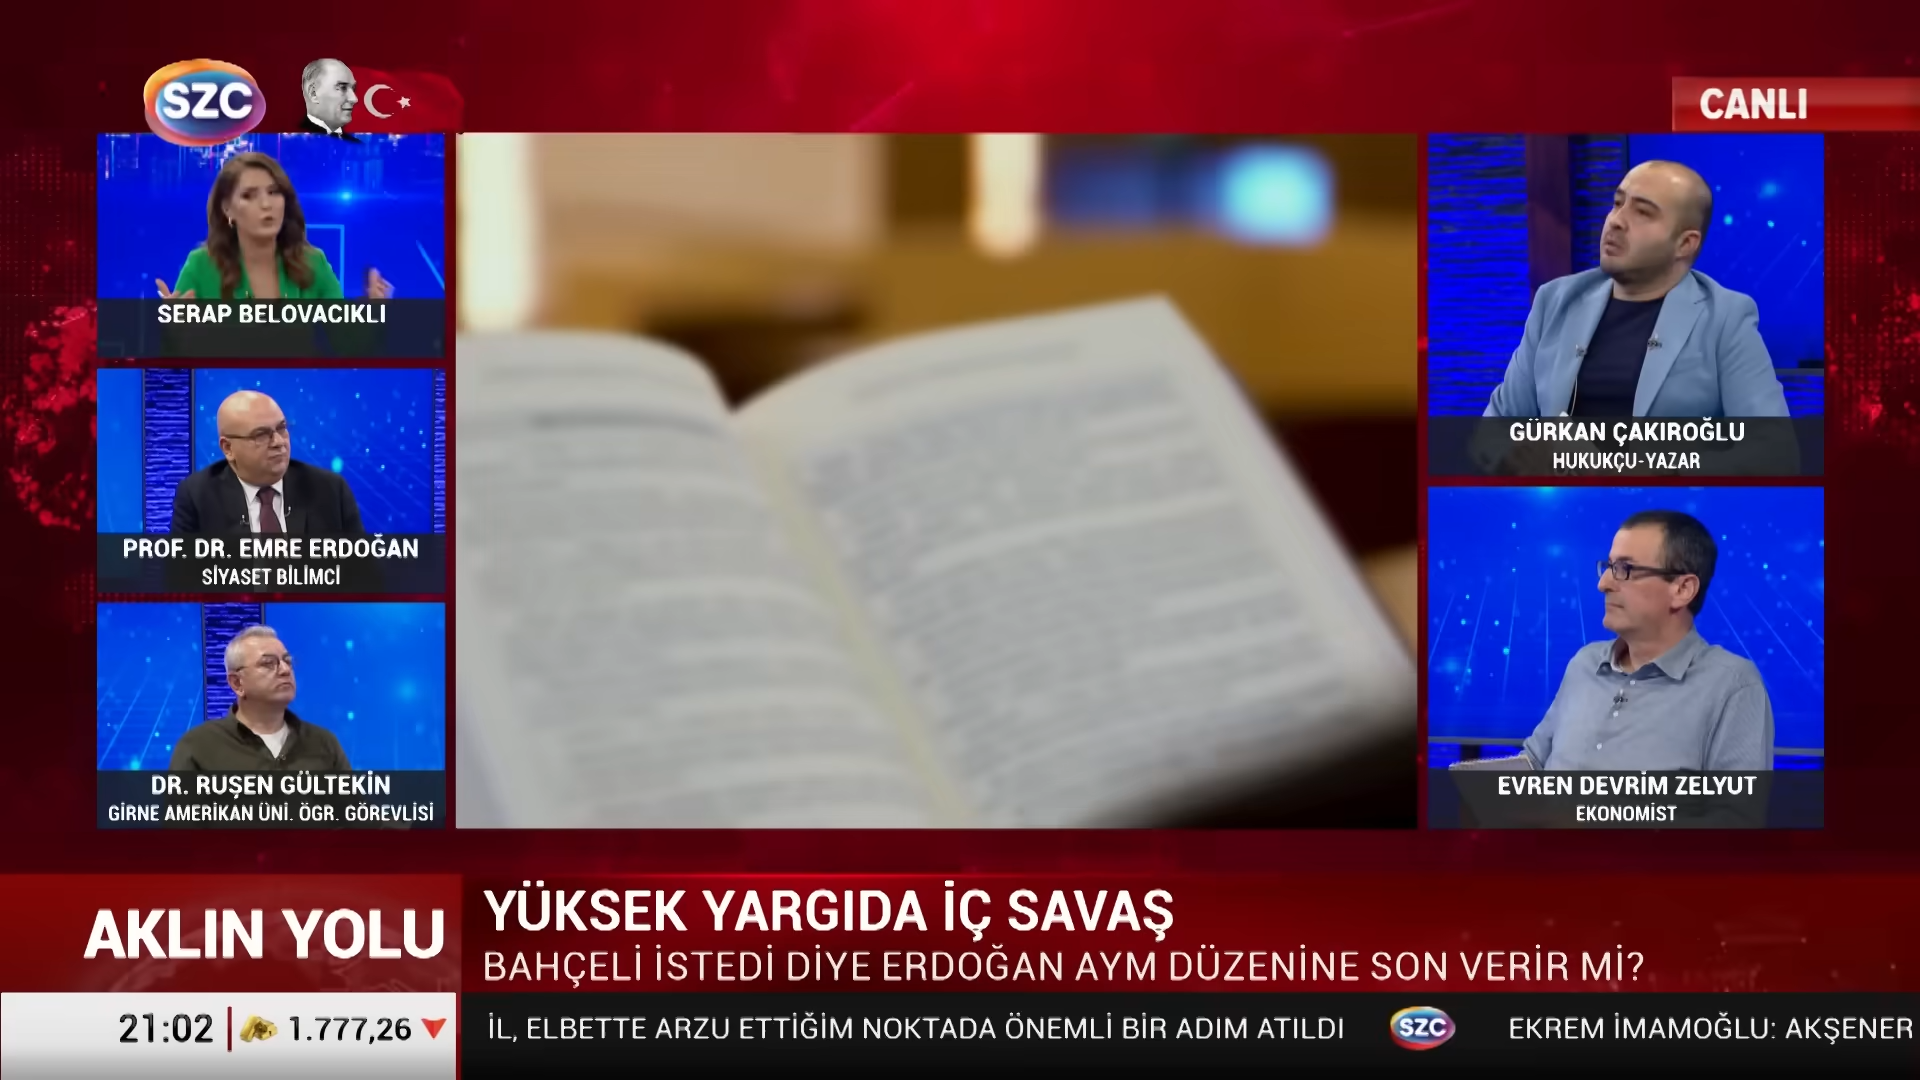 SZC
CANLI
SERAP BELOVACIKLI
PROF. DR. EMRE ERDOĞAN
SİYASET BİLİMCİ
DR. RUŞEN GÜLTEKİN
GİRNE AMERİKAN ÜNİ. ÖGR. GÖREVLİSİ
GÜRKAN ÇAKIROĞLU
HUKUKÇU-YAZAR
EVREN DEVRİM ZELYUT
EKONOMİST
AKLIN YOLU
YÜKSEK YARGIDA İÇ SAVAŞ
BAHÇELİ İSTEDİ DİYE ERDOĞAN AYM DÜZENİNE SON VERİR Mİ?
21:02 1.777,26
İL, ELBETTE ARZU ETTİĞİM NOKTADA ÖNEMLİ BİR ADIM ATILDI SZC EKREM İMAMOĞLU: AKŞENER